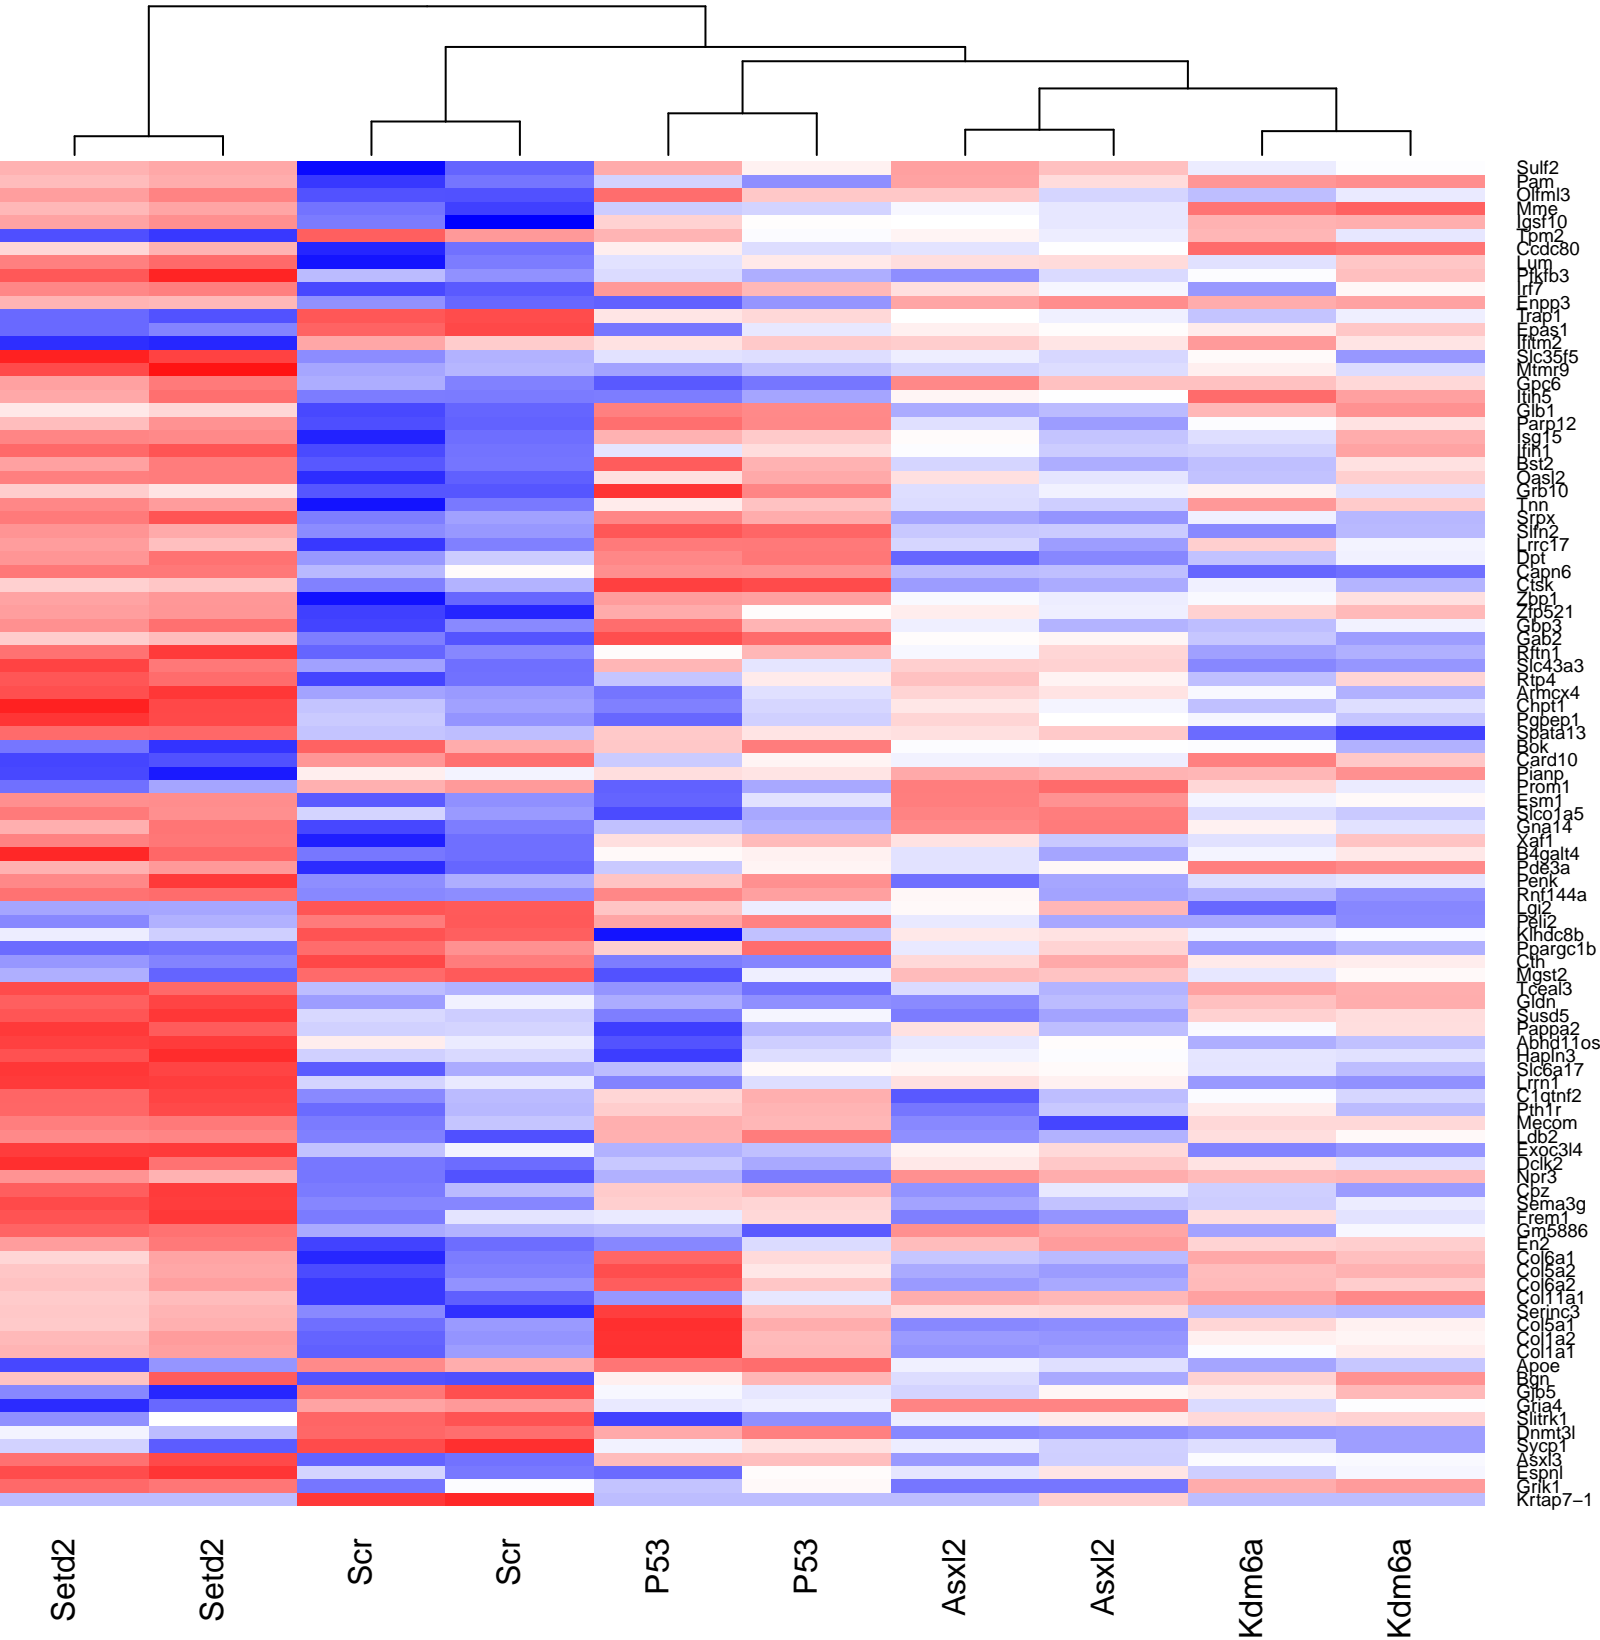 Sulf2
Pam
Olfml3
Mme
Igsf10
Tpm2
Ccdc80
Lum
Pfkfb3
Irf7
Enpp3
Trap1
Epas1
Ifitm2
Slc35f5
Mtmr9
Gpc6
Itih5
Glb1
Parp12
Isg15
Ifih1
Bst2
Oasl2
Grb10
Tnn
Srpx
Slfn2
Lrrc17
Dpt
Capn6
Ctsk
Zbp1
Zfp521
Gbp3
Gab2
Rftn1
Slc43a3
Rtp4
Armcx4
Chpt1
Pgpep1
Spata13
Bok
Card10
Pianp
Prom1
Esm1
Slco1a5
Gna14
Xaf1
B4galt4
Pde3a
Penk
Rnf144a
Lgi2
Peli2
Klhdc8b
Ppargc1b
Cth
Mgst2
Tceal3
Gldn
Susd5
Pappa2
Abhd11os
Hapln3
Slc6a17
Lrrn1
C1qtnf2
Pth1r
Mecom
Ldb2
Exoc3l4
Dclk2
Npr3
Cpz
Sema3g
Frem1
Gm5886
En2
Col6a1
Col5a2
Col6a2
Col11a1
Serinc3
Col5a1
Col1a2
Col1a1
Apoe
Bgn
Gjb5
Gria4
Slitrk1
Dnmt3l
Sycp1
Asxl3
Espnl
Grik1
Krtap7−1
Setd2
Setd2
Scr
Scr
P53
P53
Asxl2
Asxl2
Kdm6a
Kdm6a